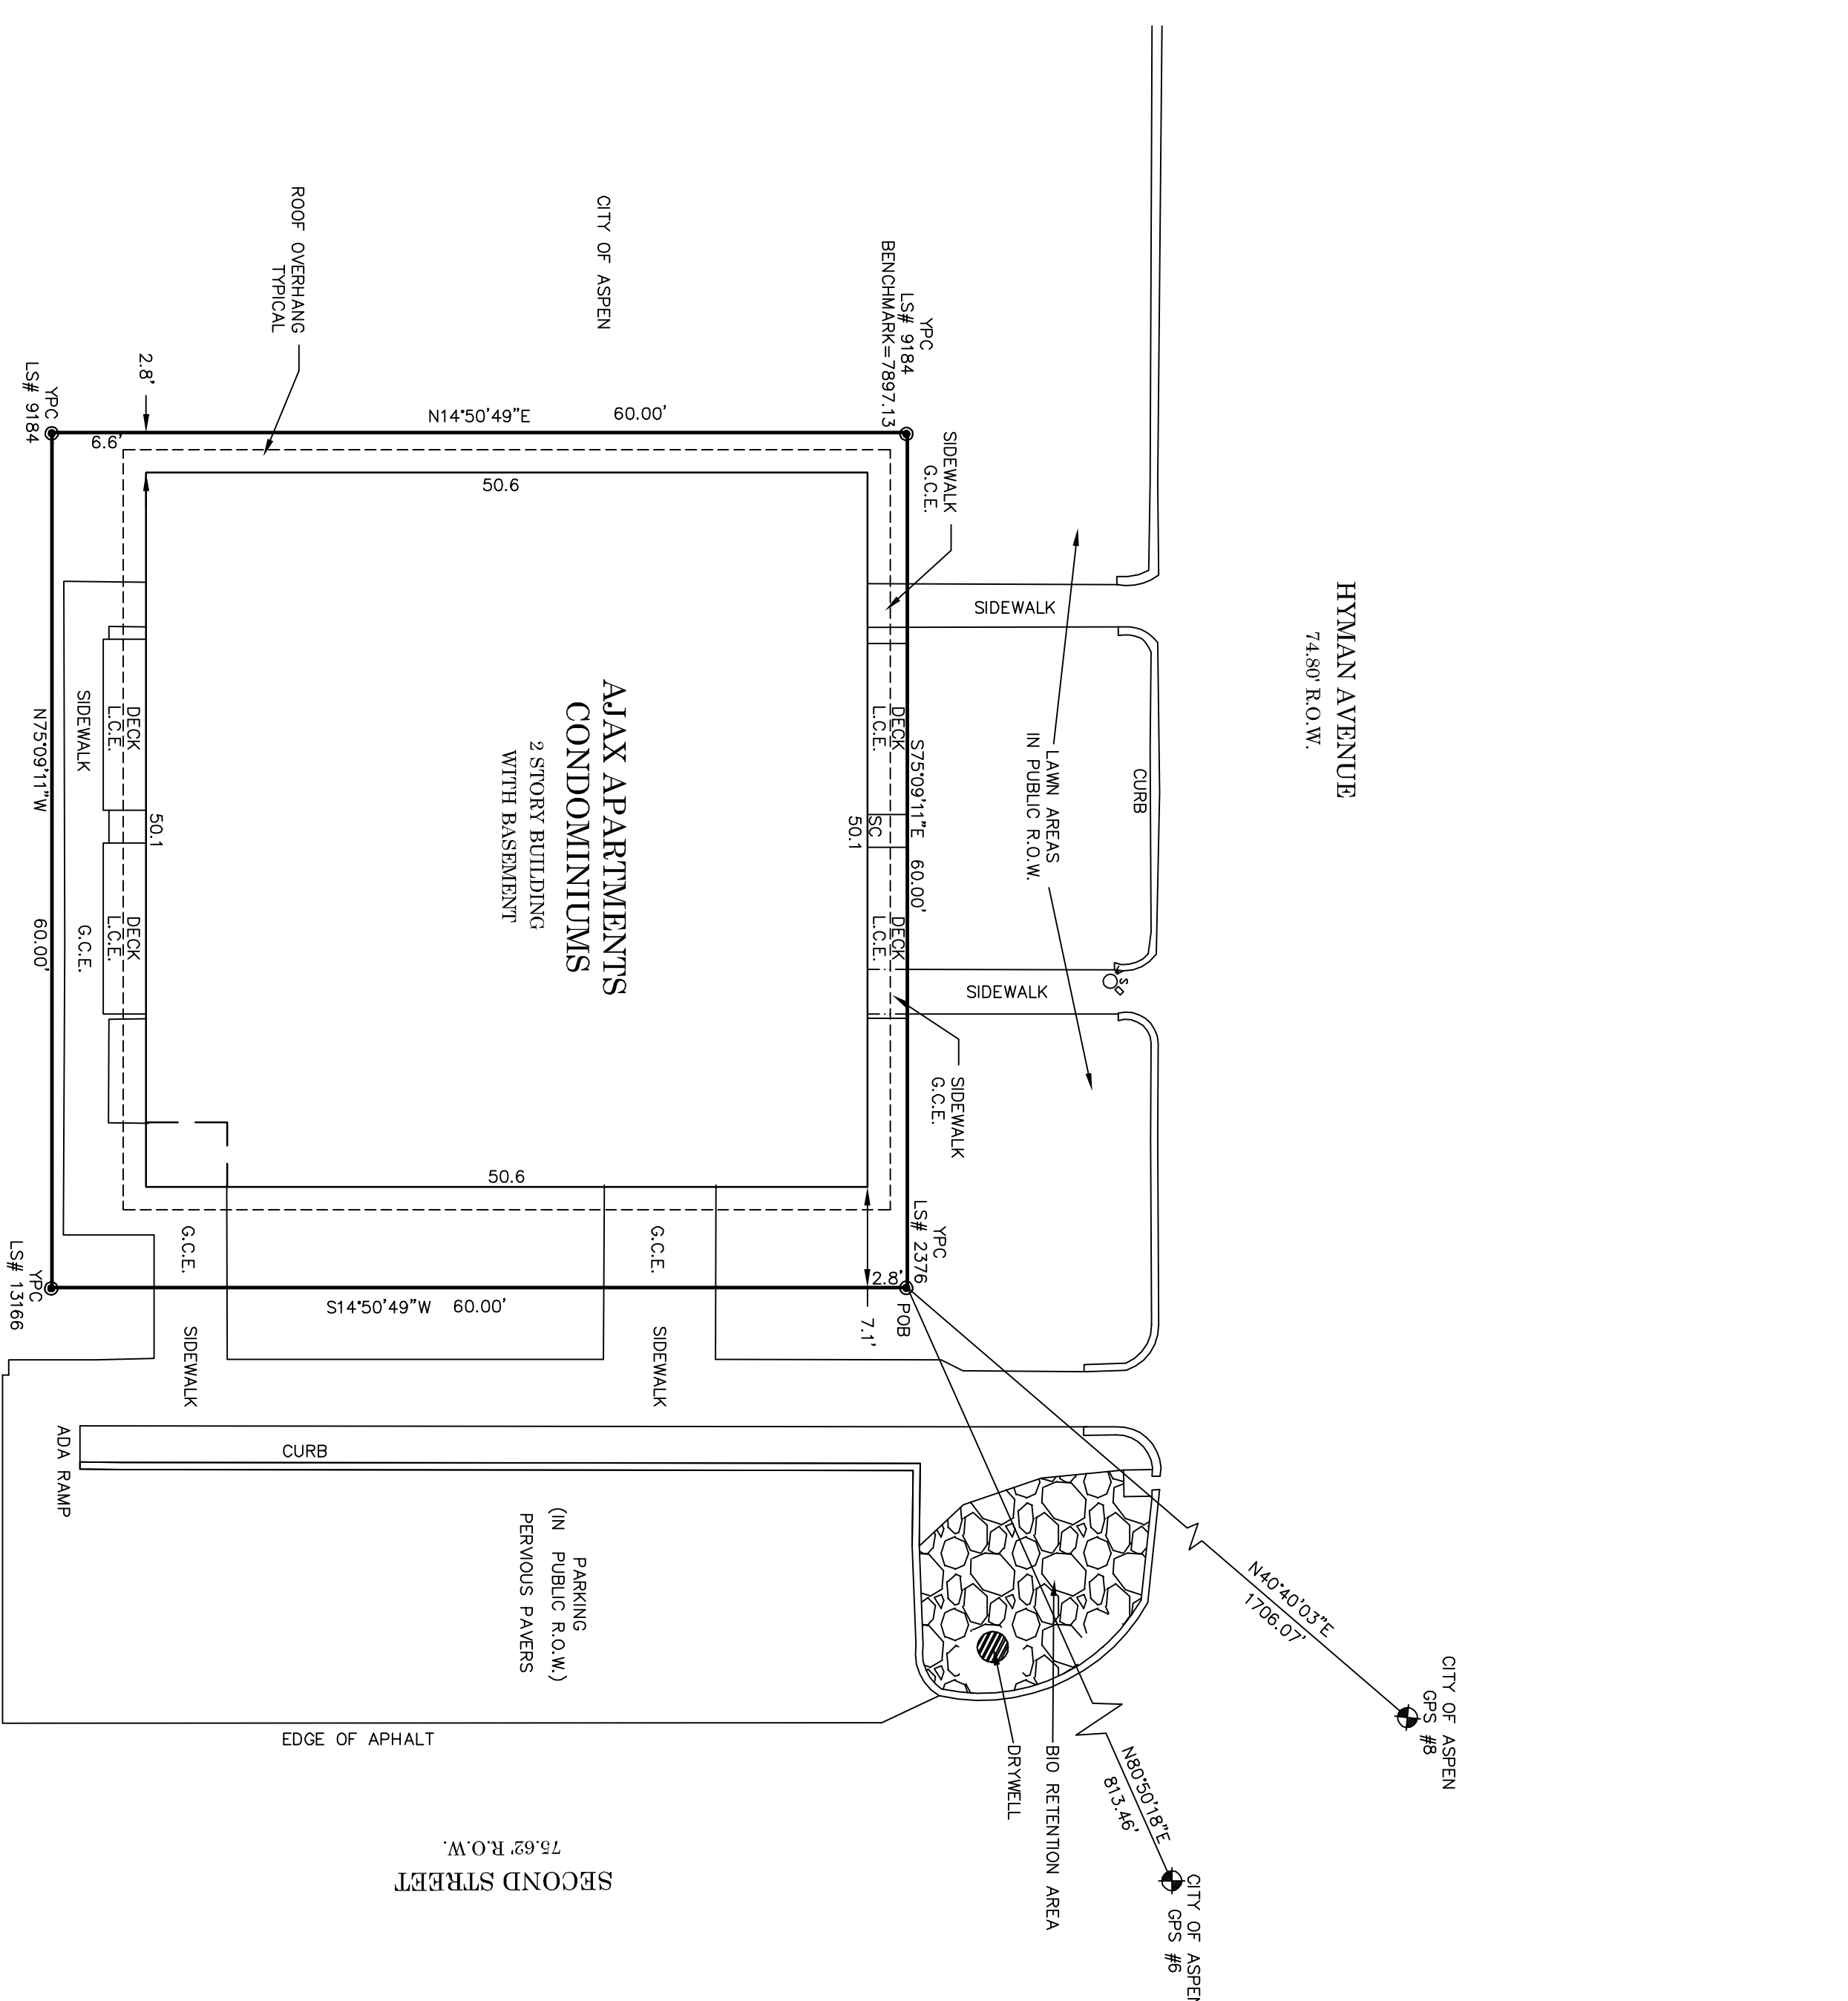 HYMAN AVENUE
74.80' R.O.W.
CITY OF ASPEN
GPS #8
N40°40'03"E
1706.07'
CITY OF ASPEN
GPS #6
N80°50'18"E
813.46'
CURB
LAWN AREAS
IN PUBLIC R.O.W.
SIDEWALK
SIDEWALK
S
BIO RETENTION AREA
DRYWELL
YPC
LS# 9184
BENCHMARK=7897.13
SIDEWALK
G.C.E.
SIDEWALK
G.C.E.
YPC
LS# 2376
POB
S75°09'11"E 60.00'
DECK
L.C.E.
SC
50.1
DECK
L.C.E.
2.8'
7.1'
CITY OF ASPEN
N14°50'49"E 60.00'
50.6
AJAX APARTMENTS
CONDOMINIUMS
2 STORY BUILDING
WITH BASEMENT
50.6
S14°50'49"W 60.00'
G.C.E.
SIDEWALK
G.C.E.
SIDEWALK
PARKING
(IN PUBLIC R.O.W.)
PERVIOUS PAVERS
CURB
EDGE OF APHALT
SECOND STREET
75.62' R.O.W.
ROOF OVERHANG
TYPICAL
2.8'
6.6'
50.1
DECK
L.C.E.
DECK
L.C.E.
SIDEWALK G.C.E.
YPC
LS# 9184
N75°09'11"W 60.00'
YPC
LS# 13166
ADA RAMP